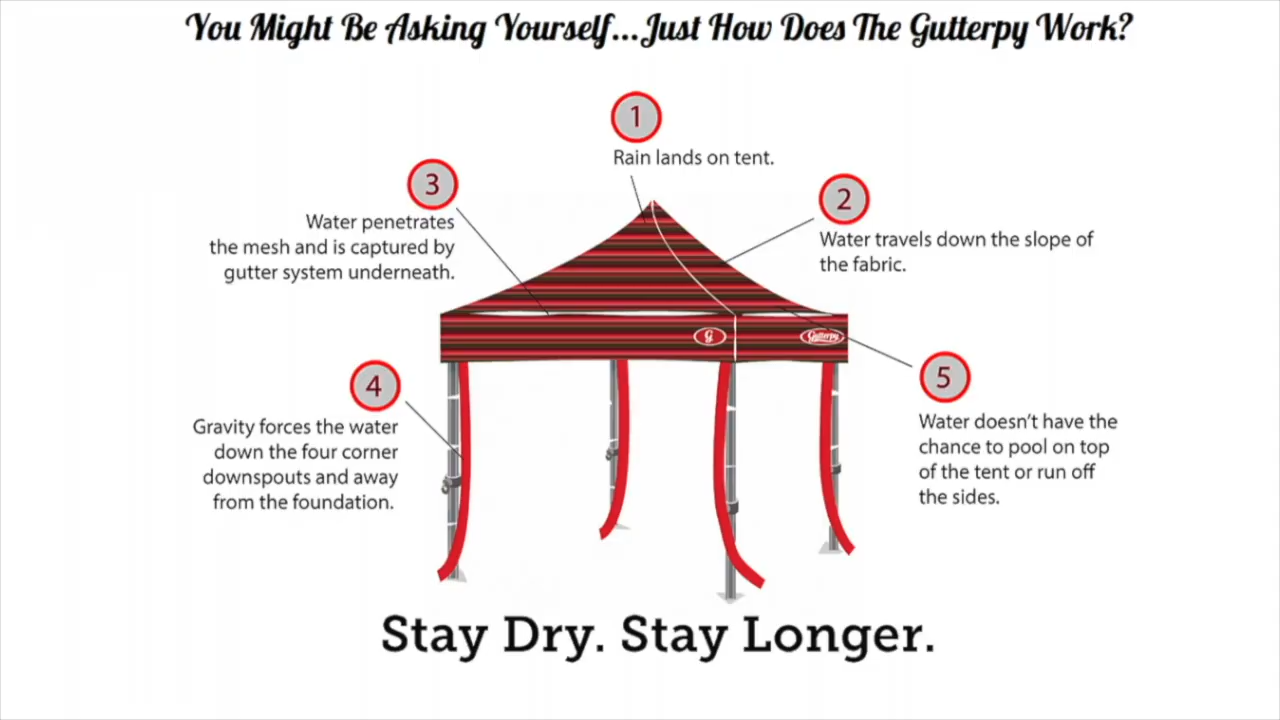 You Might Be Asking Yourself...Just How Does The Gutterpy Work?
1
Rain lands on tent.
2
Water travels down the slope of
the fabric.
3
Water penetrates
the mesh and is captured by
gutter system underneath.
G
Gutterpy
4
Gravity forces the water
down the four corner
downspouts and away
from the foundation.
5
Water doesn't have the
chance to pool on top
of the tent or run off
the sides.
Stay Dry. Stay Longer.